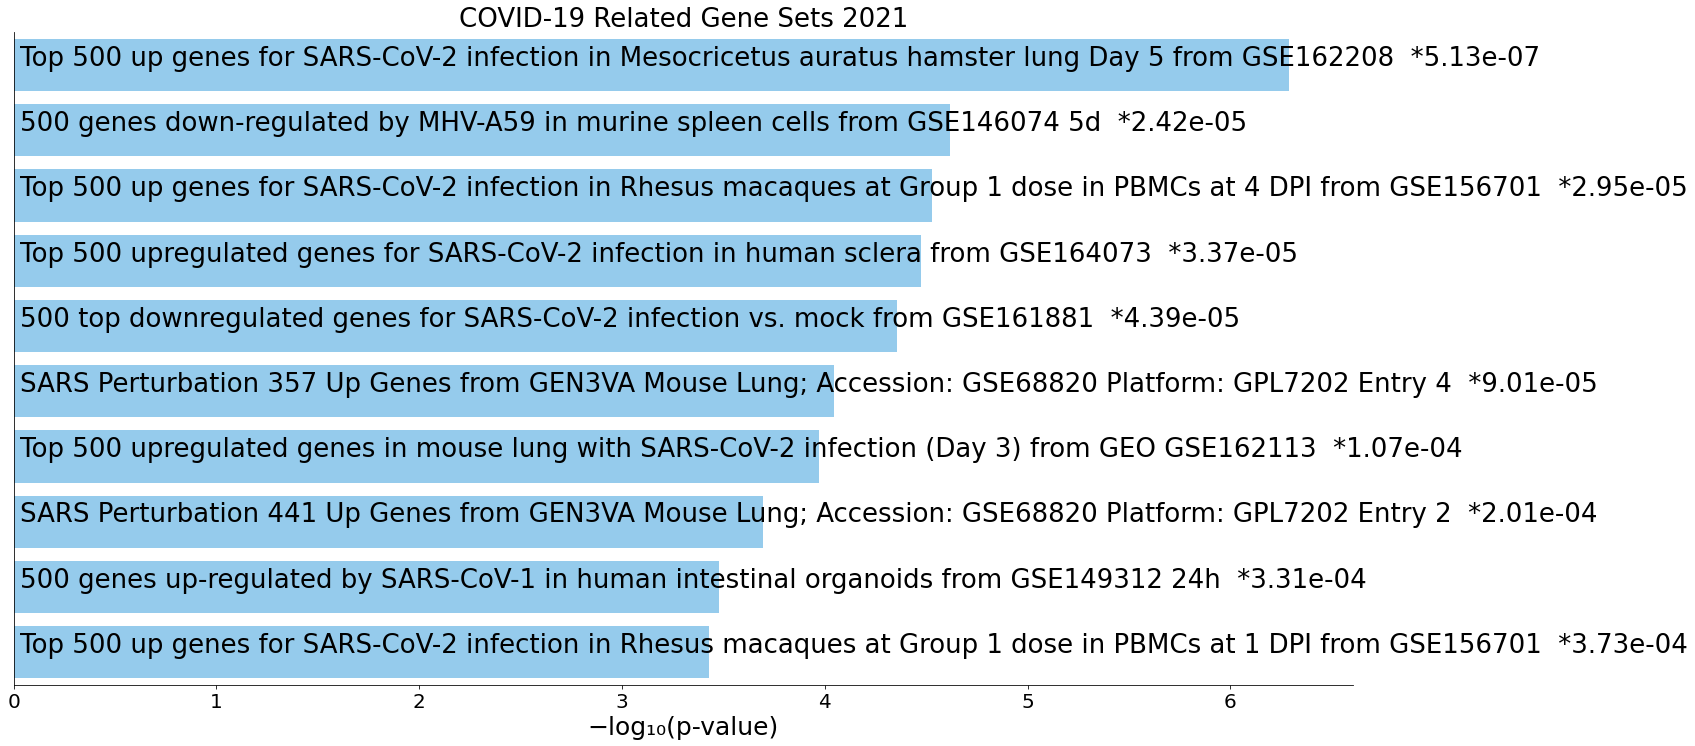 COVID-19 Related Gene Sets 2021
Top 500 up genes for SARS-CoV-2 infection in Mesocricetus auratus hamster lung Day 5 from GSE162208 *5.13e-07
500 genes down-regulated by MHV-A59 in murine spleen cells from GSE146074 5d *2.42e-05
Top 500 up genes for SARS-CoV-2 infection in Rhesus macaques at Group 1 dose in PBMCs at 4 DPI from GSE156701 *2.95e-05
Top 500 upregulated genes for SARS-CoV-2 infection in human sclera from GSE164073 *3.37e-05
500 top downregulated genes for SARS-CoV-2 infection vs. mock from GSE161881 *4.39e-05
SARS Perturbation 357 Up Genes from GEN3VA Mouse Lung; Accession: GSE68820 Platform: GPL7202 Entry 4 *9.01e-05
Top 500 upregulated genes in mouse lung with SARS-CoV-2 infection (Day 3) from GEO GSE162113 *1.07e-04
SARS Perturbation 441 Up Genes from GEN3VA Mouse Lung; Accession: GSE68820 Platform: GPL7202 Entry 2 *2.01e-04
500 genes up-regulated by SARS-CoV-1 in human intestinal organoids from GSE149312 24h *3.31e-04
Top 500 up genes for SARS-CoV-2 infection in Rhesus macaques at Group 1 dose in PBMCs at 1 DPI from GSE156701 *3.73e-04
0 1 2 3 4 5 6
−log₁₀(p-value)